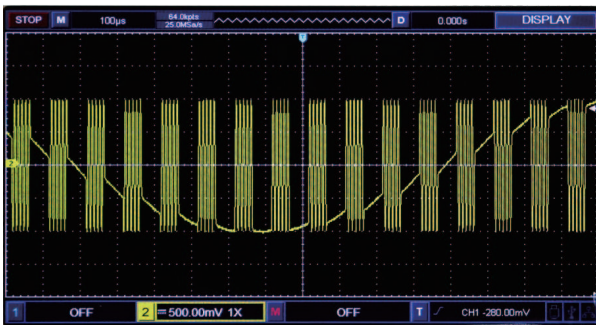 STOP M 100μs 64.0kpts D 0.000s DISPLAY
25.0MSa/s
T
2
1 OFF 2 500.00mV 1X M OFF T CH1 -280.00mV